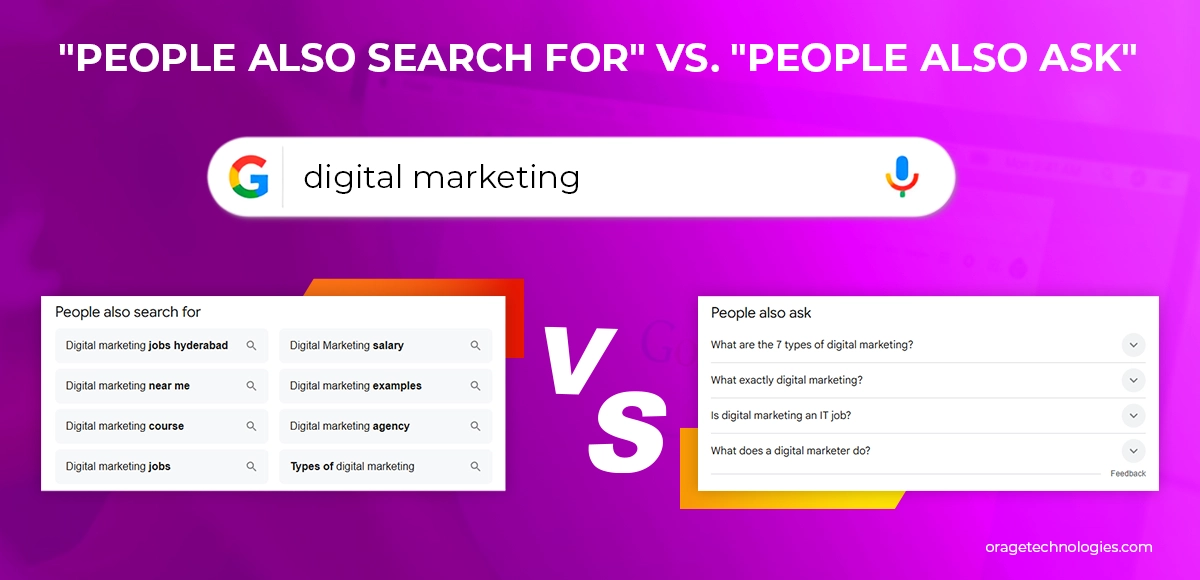 "PEOPLE ALSO SEARCH FOR" VS. "PEOPLE ALSO ASK"
digital marketing
People also search for
Digital marketing jobs hyderabad
Digital Marketing salary
Digital marketing near me
Digital marketing examples
Digital marketing course
Digital marketing agency
Digital marketing jobs
Types of digital marketing
VS
People also ask
What are the 7 types of digital marketing?
What exactly digital marketing?
Is digital marketing an IT job?
What does a digital marketer do?
Feedback
oragetechnologies.com